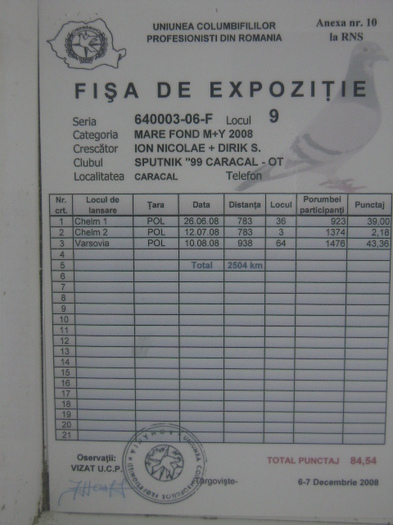 UNIUNEA COLUMBIFILILOR
PROFESIONISTI DIN ROMANIA
Anexa nr. 10
la RNS
FIŞA DE EXPOZIŢIE
Seria 640003-06-F Locul 9
Categoria MARE FOND M+Y 2008
Crescător ION NICOLAE + DIRIK S.
Clubul SPUTNIK "99 CARACAL - OT
Localitatea CARACAL Telefon
Nr. crt. Locul de lansare Ţara Data Distanţa Locul Porumbei participanţi Punctaj
1 Chelm 1 POL 26.06.08 783 36 923 39,00
2 Chelm 2 POL 12.07.08 783 3 1374 2,18
3 Varsovia POL 10.08.08 938 64 1476 43,36
4
5 Total 2504 km
6
7
8
9
10
11
12
13
14
15
16
17
18
19
20
21
Oservaţii:
VIZAT U.C.P.
TOTAL PUNCTAJ 84,54
Târgovişte- 6-7 Decembrie 2008